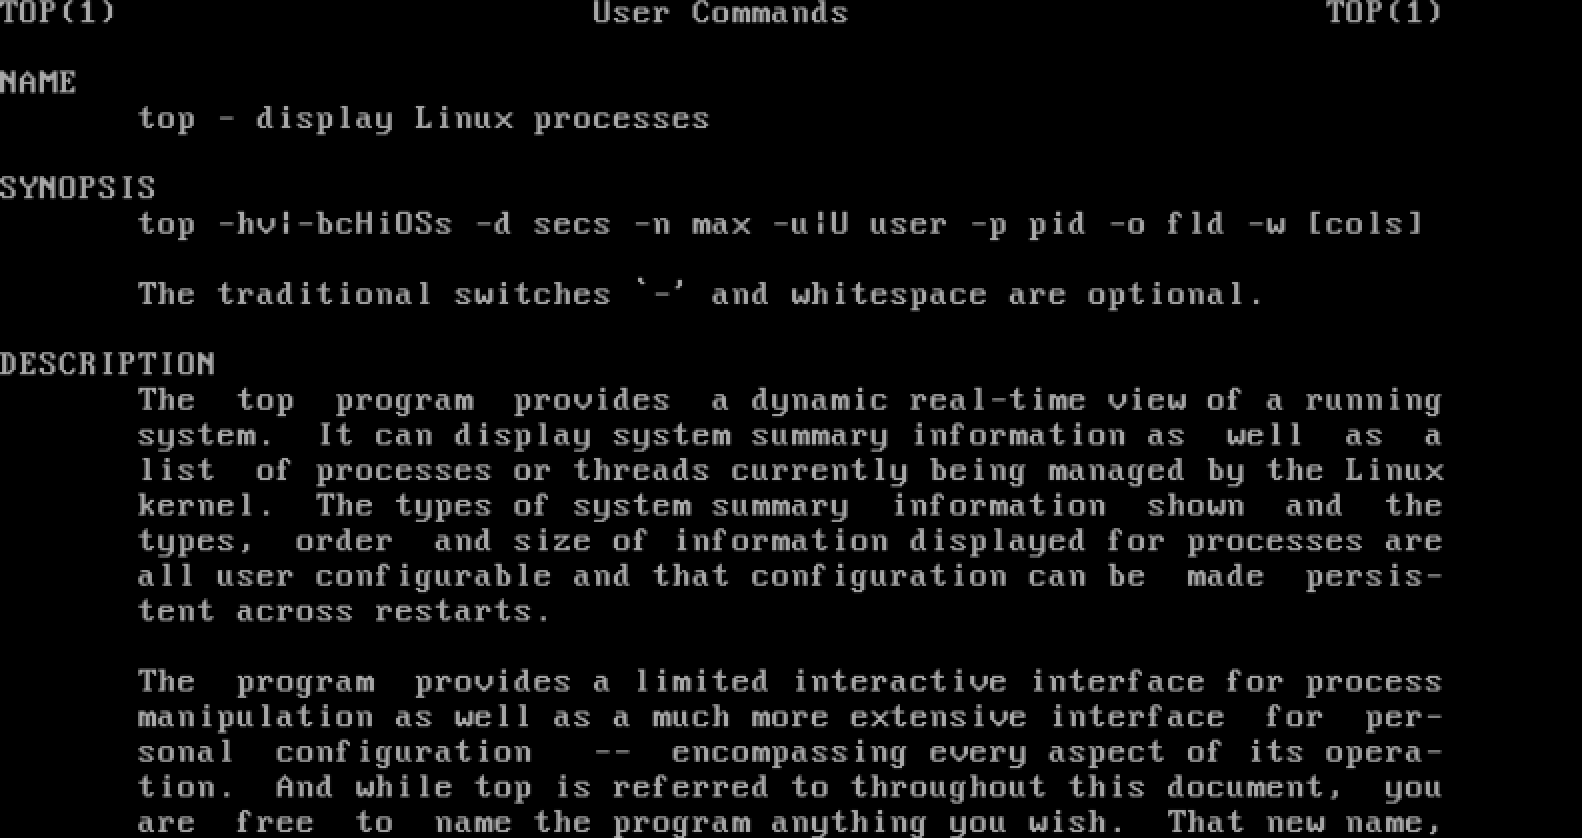 TOP(1)                        User Commands                        TOP(1)
NAME
       top - display Linux processes
SYNOPSIS
       top -hv|-bcHiOSs -d secs -n max -u|U user -p pid -o fld -w [cols]
       The traditional switches `-' and whitespace are optional.
DESCRIPTION
       The  top  program  provides  a dynamic real-time view of a running
       system.  It can display system summary information as  well  as  a
       list  of processes or threads currently being managed by the Linux
       kernel.  The types of system summary  information  shown  and  the
       types,  order  and size of information displayed for processes are
       all user configurable and that configuration can be  made  persis-
       tent across restarts.
       The  program  provides a limited interactive interface for process
       manipulation as well as a much more extensive interface  for  per-
       sonal  configuration   --  encompassing every aspect of its opera-
       tion.  And while top is referred to throughout this document,  you
       are  free  to  name the program anything you wish.  That new name,